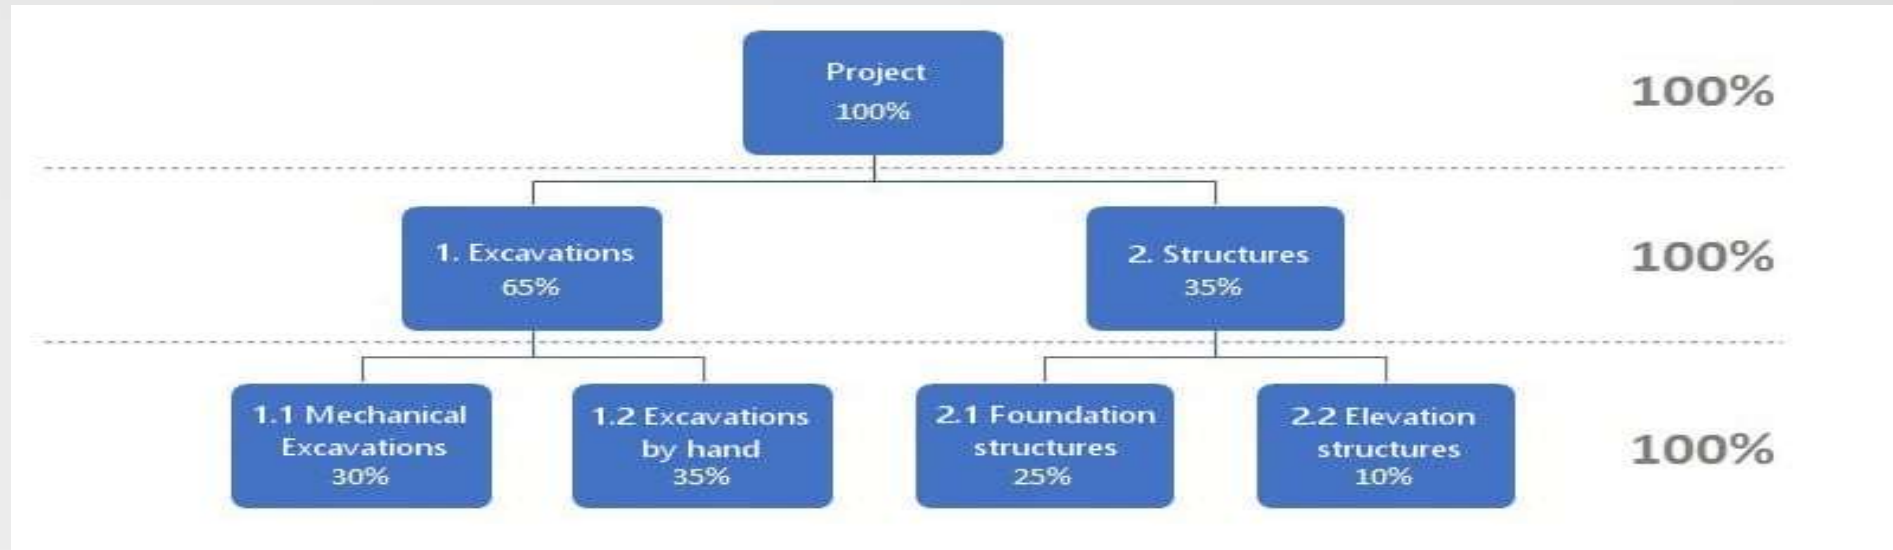 Project
100%
100%
1. Excavations
65%
2. Structures
35%
100%
1.1 Mechanical
Excavations
30%
1.2 Excavations
by hand
35%
2.1 Foundation
structures
25%
2.2 Elevation
structures
10%
100%